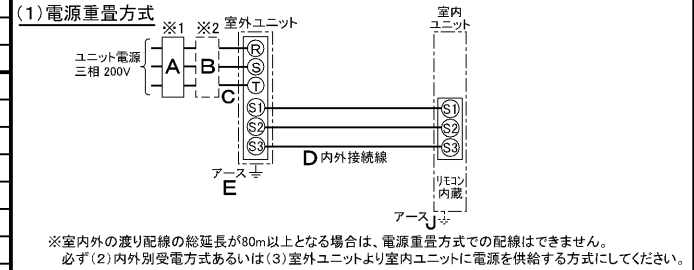 (1)電源重畳方式
※1 ※2 室外ユニット
室内
ユニット
ユニット電源
三相 200V
A B
C
R
S
T
S1 S1
S2 S2
S3 S3
D 内外接続線
アース
E
リモコン
内蔵
アース J
※室内外の渡り配線の総延長が80m以上となる場合は、電源重畳方式での配線はできません。
必ず(2)内外別受電方式あるいは(3)室外ユニットより室内ユニットに電源を供給する方式にしてください。